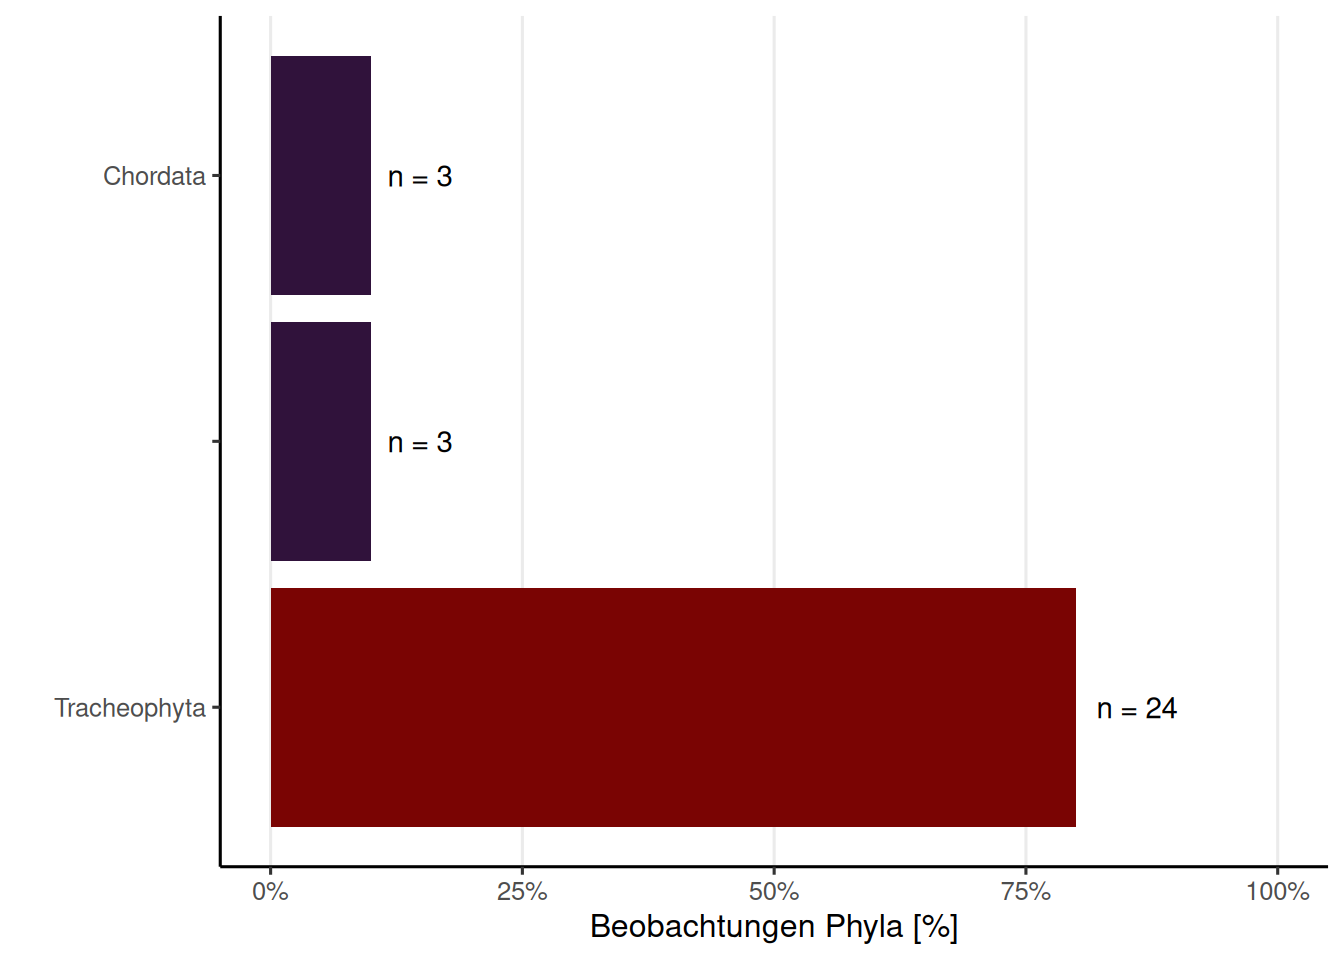 Chordata
n = 3
n = 3
Tracheophyta
n = 24
0% 25% 50% 75% 100%
Beobachtungen Phyla [%]